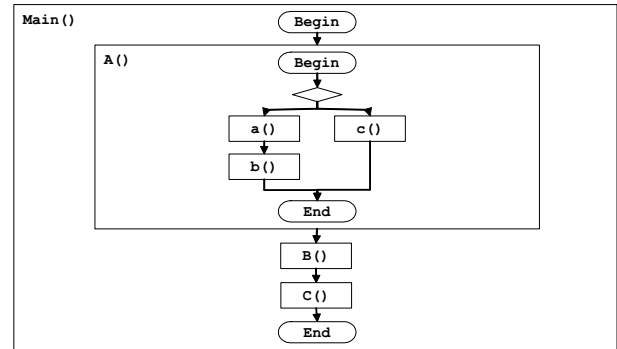 Main()
Begin
A()
Begin
a()
c()
b()
End
B()
C()
End